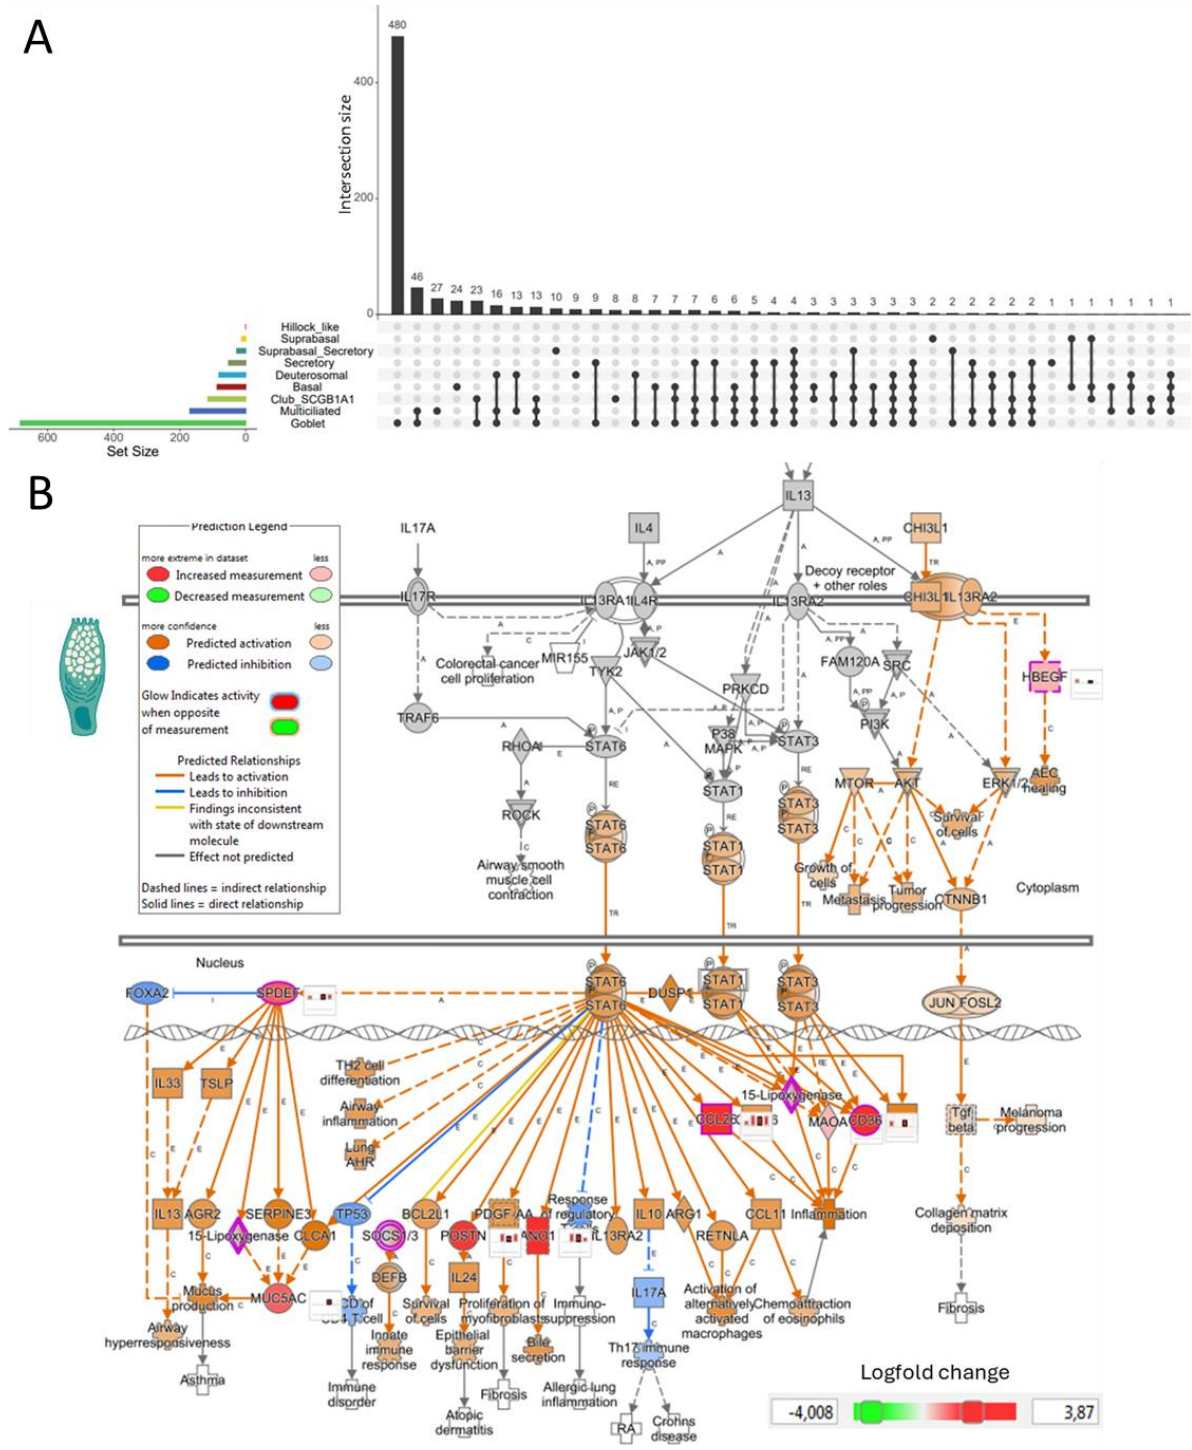 A
480
400
200
0
Intersection size
46
27
24
23
16
13
13
10
9
9
8
8
7
7
7
6
6
5
4
4
3
3
3
3
3
3
2
2
2
2
2
2
1
1
1
1
1
1
1
Hillock_like
Suprabasal
Suprabasal_Secretory
Secretory
Deuterosomal
Basal
Club_SCGB1A1
Multiciliated
Goblet
600
400
200
0
Set Size
B
Prediction Legend
more extreme in dataset
less
Increased measurement
Decreased measurement
more confidence
less
Predicted activation
Predicted inhibition
Glow Indicates activity
when opposite
of measurement
Predicted Relationships
Leads to activation
Leads to inhibition
Findings inconsistent
with state of downstream
molecule
Effect not predicted
Dashed lines = indirect relationship
Solid lines = direct relationship
IL17A
IL4
IL13
CHI3L1
Decoy receptor
+ other roles
IL17R
IL13RA1
IL4R
IL13RA2
CHI3L1
IL13RA2
Colorectal cancer
cell proliferation
MIR155
TYK2
JAK1/2
PRKCD
FAM120A
SRC
HBEGF
TRAF6
RHOA
STAT6
P38
MAPK
STAT3
PI3K
STAT1
MTOR
AKT
ERK1/2
AEC
healing
ROCK
STAT6
STAT6
STAT3
STAT3
STAT1
STAT1
Survival
of cells
Airway smooth
muscle cell
contraction
Growth of
cells
Metastasis
Tumor
progression
CTNNB1
Cytoplasm
Nucleus
FOXA2
SPDEF
STAT6
STAT6
DUSP1
STAT1
STAT1
STAT3
STAT3
JUN
FOSL2
IL33
TSLP
TH2 cell
differentiation
Airway
inflammation
Lung
AHR
15-Lipoxygenase
CCL26
MAOA
CD36
Tgf
beta
Melanoma
progression
IL13
AGR2
SERPINE3
15-Lipoxygenase
CLCA1
TP53
SOCS1/3
BCL2L1
POSTN
PDGF-AA
ANO1
Response
of regulatory
IL13RA2
IL10
ARG1
RETNLA
CCL11
Inflammation
Collagen matrix
deposition
DEFB
IL24
IL17A
Mucus
production
MUC5AC
Airway
hyperresponsiveness
Asthma
Survival
of cells
Proliferation of
myofibroblasts
Immuno-
suppression
Activation of
alternatively
activated
macrophages
Chemoattraction
of eosinophils
Fibrosis
Innate
immune
response
Epithelial
barrier
dysfunction
Bile
secretion
Th17 immune
response
Immune
disorder
Atopic
dermatitis
Fibrosis
Allergic lung
inflammation
RA
Crohns
disease
Logfold change
-4,008
3,87